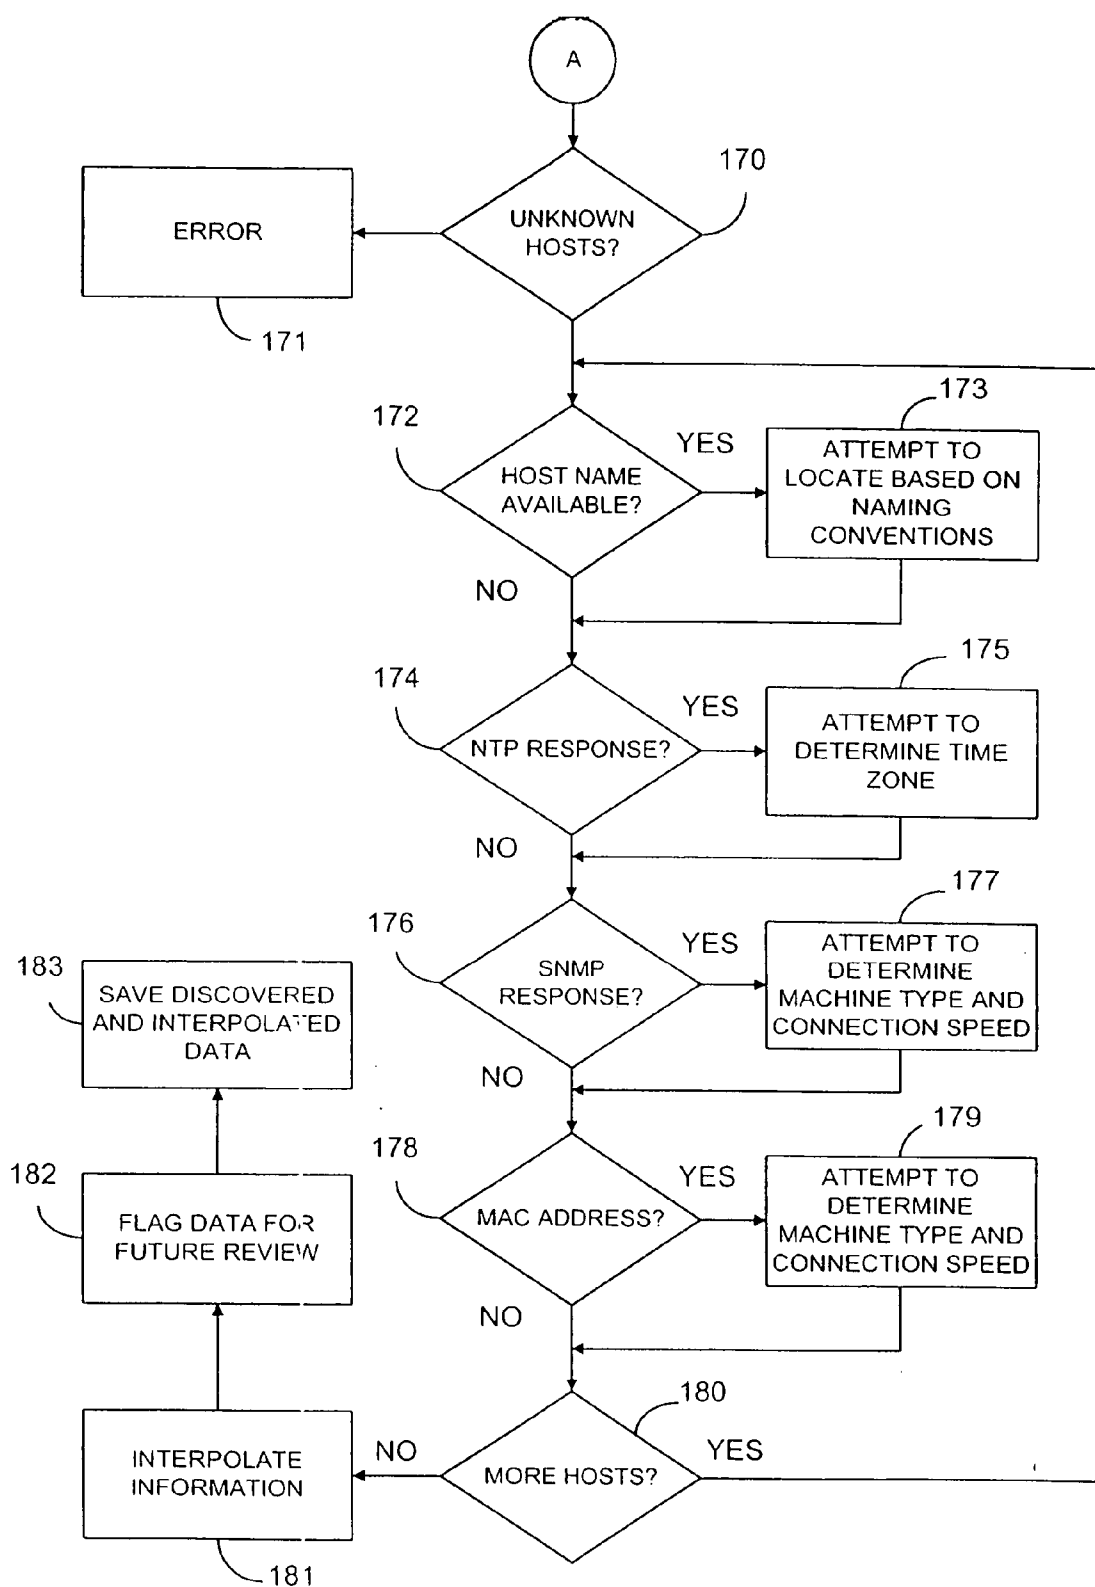 A
170
UNKNOWN
HOSTS?
ERROR
171
172
HOST NAME
AVAILABLE?
YES
173
ATTEMPT TO
LOCATE BASED ON
NAMING
CONVENTIONS
NO
174
NTP RESPONSE?
YES
175
ATTEMPT TO
DETERMINE TIME
ZONE
NO
176
SNMP
RESPONSE?
YES
177
ATTEMPT TO
DETERMINE
MACHINE TYPE AND
CONNECTION SPEED
NO
178
MAC ADDRESS?
YES
179
ATTEMPT TO
DETERMINE
MACHINE TYPE AND
CONNECTION SPEED
NO
180
MORE HOSTS?
YES
NO
INTERPOLATE
INFORMATION
181
182
FLAG DATA FOR
FUTURE REVIEW
183
SAVE DISCOVERED
AND INTERPOLATED
DATA